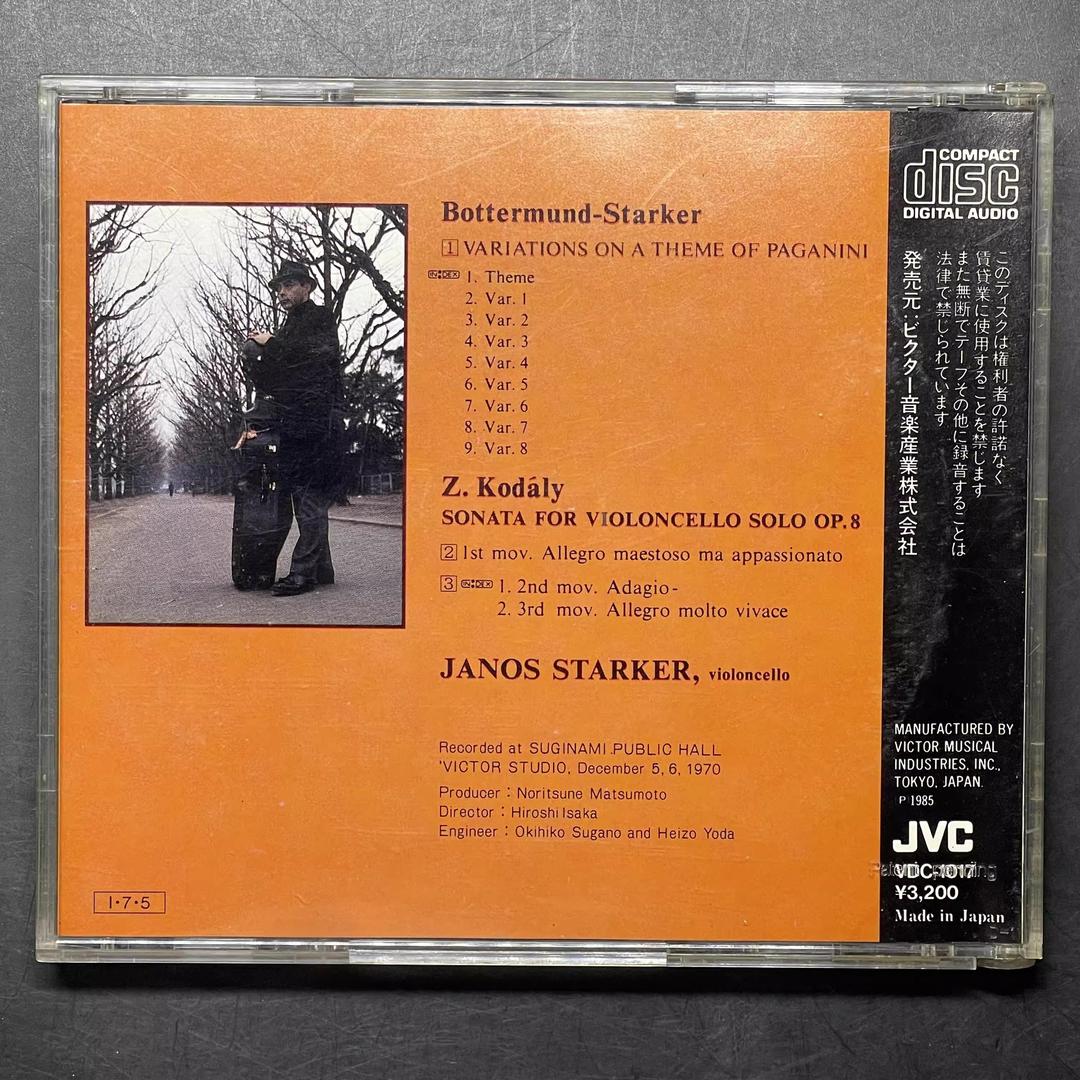 Bottermund-Starker
1 VARIATIONS ON A THEME OF PAGANINI
INDEX 1. Theme
2. Var. 1
3. Var. 2
4. Var. 3
5. Var. 4
6. Var. 5
7. Var. 6
8. Var. 7
9. Var. 8
Z. Kodály
SONATA FOR VIOLONCELLO SOLO OP. 8
2 1st mov. Allegro maestoso ma appassionato
3 INDEX 1. 2nd mov. Adagio-
2. 3rd mov. Allegro molto vivace
JANOS STARKER, violoncello
Recorded at SUGINAMI PUBLIC HALL
'VICTOR STUDIO, December 5, 6, 1970
Producer : Noritsune Matsumoto
Director : Hiroshi Isaka
Engineer : Okihiko Sugano and Heizo Yoda
I・7・5
COMPACT
disc
DIGITAL AUDIO
このディスクは権利者の許諾なく
賃貸業に使用することを禁じます
また無断でテープその他に録音することは
法律で禁じられています
発売元:ビクター音楽産業株式会社
MANUFACTURED BY
VICTOR MUSICAL
INDUSTRIES, INC.,
TOKYO, JAPAN.
P 1985
JVC
Patent pending
VDC-1017
¥3,200
Made in Japan